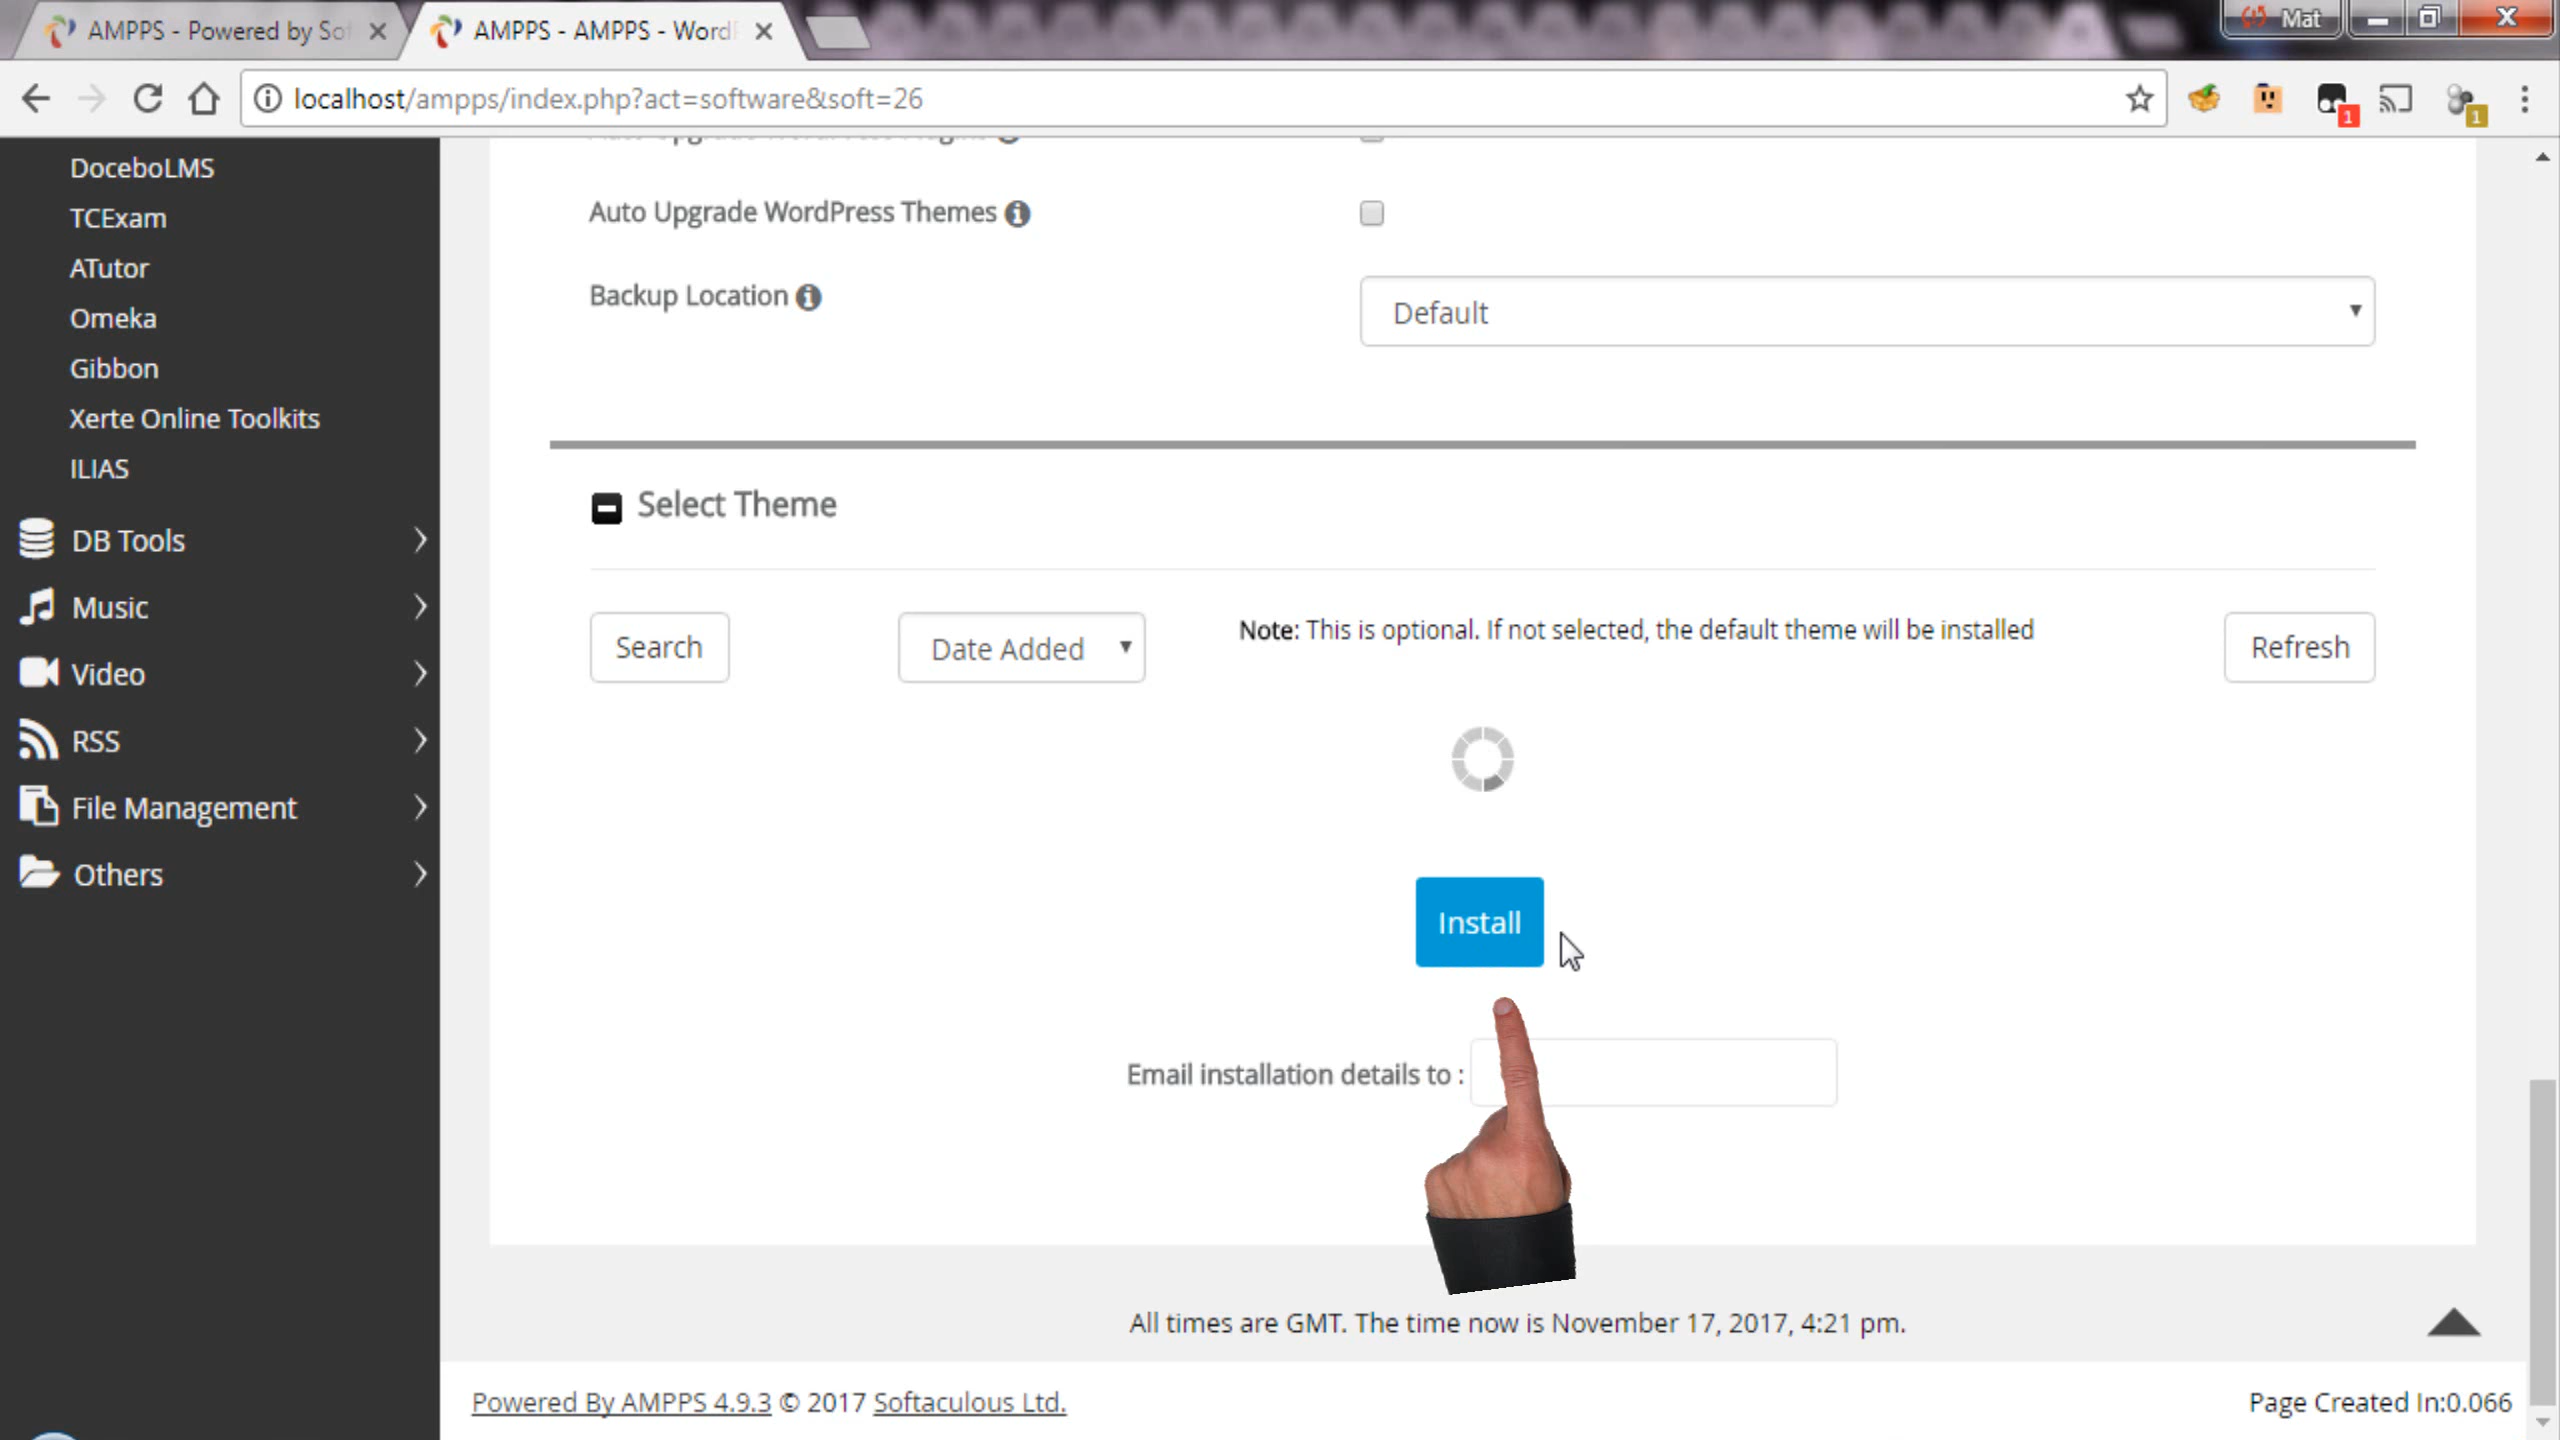 AMPPS - Powered by Sof
AMPPS - AMPPS - Word
Mat
localhost/ampps/index.php?act=software&soft=26
1
1
DoceboLMS
TCExam
ATutor
Omeka
Gibbon
Xerte Online Toolkits
ILIAS
DB Tools
Music
Video
RSS
File Management
Others
Auto Upgrade WordPress Themes
Backup Location
Default
Select Theme
Search
Date Added
Note: This is optional. If not selected, the default theme will be installed
Refresh
Install
Email installation details to :
All times are GMT. The time now is November 17, 2017, 4:21 pm.
Powered By AMPPS 4.9.3 © 2017 Softaculous Ltd.
Page Created In:0.066